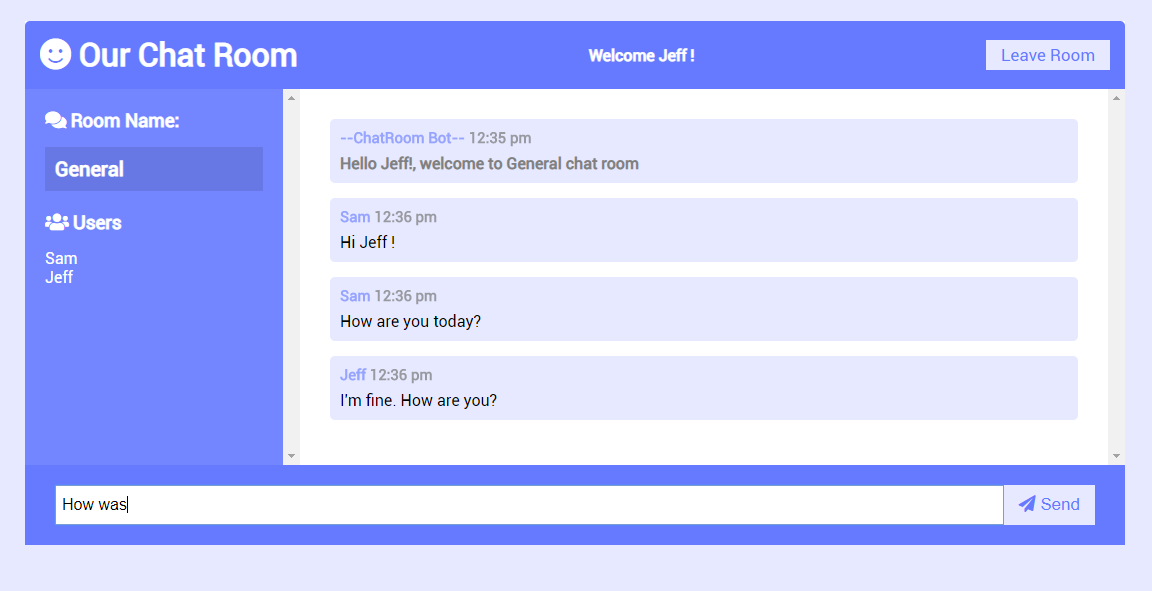 Our Chat Room
Welcome Jeff !
Leave Room
Room Name:
General
Users
Sam
Jeff
--ChatRoom Bot-- 12:35 pm
Hello Jeff!, welcome to General chat room
Sam 12:36 pm
Hi Jeff !
Sam 12:36 pm
How are you today?
Jeff 12:36 pm
I'm fine. How are you?
How was
Send